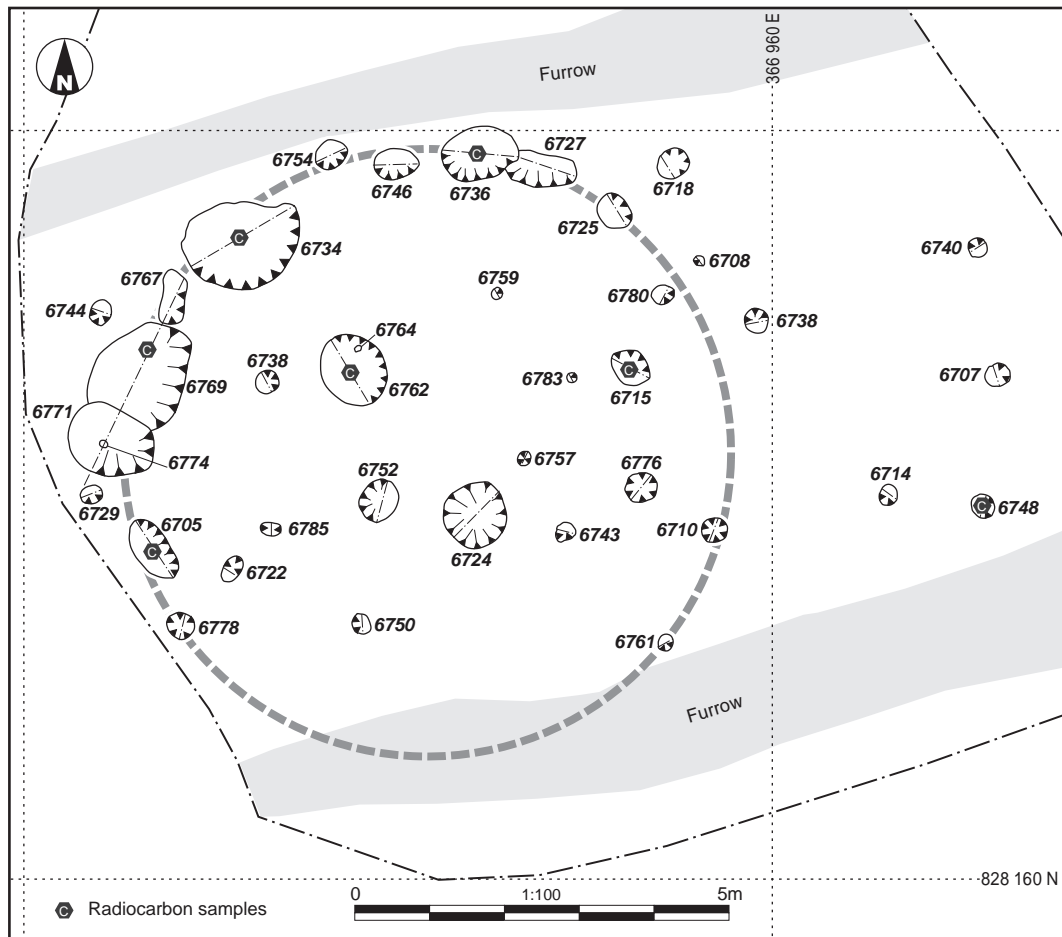 N
Furrow
366 960 E
6754
6746
6736
6727
6718
6725
6734
6708
6740
6767
6759
6780
6744
6764
6738
6738
6769
6762
6783
6715
6707
6771
6774
6757
6752
6776
6714
6748
6729
6705
6785
6724
6743
6710
6722
6778
6750
6761
Furrow
828 160 N
C
C
C
C
C
C
C
C Radiocarbon samples
0 1:100 5m